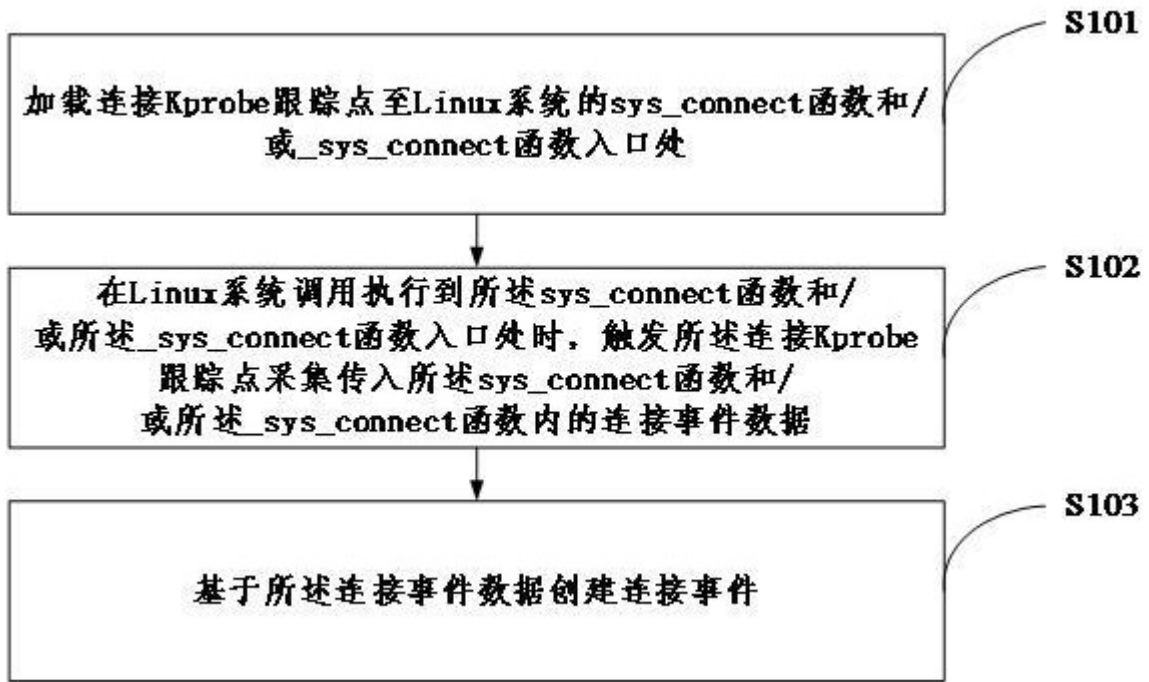 S101
加载连接Kprobe跟踪点至Linux系统的sys_connect函数和/
或_sys_connect函数入口处
S102
在Linux系统调用执行到所述sys_connect函数和/
或所述_sys_connect函数入口处时，触发所述连接Kprobe
跟踪点采集传入所述sys_connect函数和/
或所述_sys_connect函数内的连接事件数据
S103
基于所述连接事件数据创建连接事件